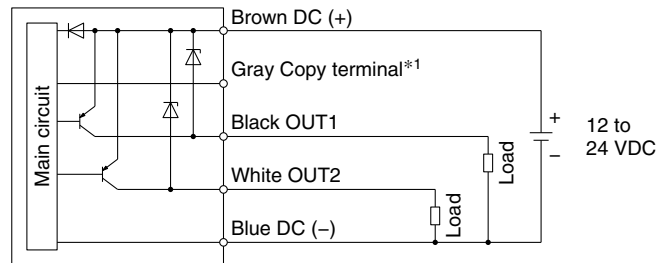 Brown DC (+)
Gray Copy terminal*1
Black OUT1
White OUT2
Blue DC (−)
Main circuit
Load
Load
+
−
12 to
24 VDC